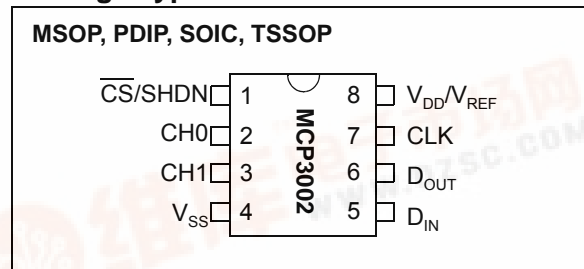 MSOP, PDIP, SOIC, TSSOP
CS/SHDN 1 8 VDD/VREF
CH0 2 7 CLK
CH1 3 6 DOUT
VSS 4 5 DIN
MCP3002